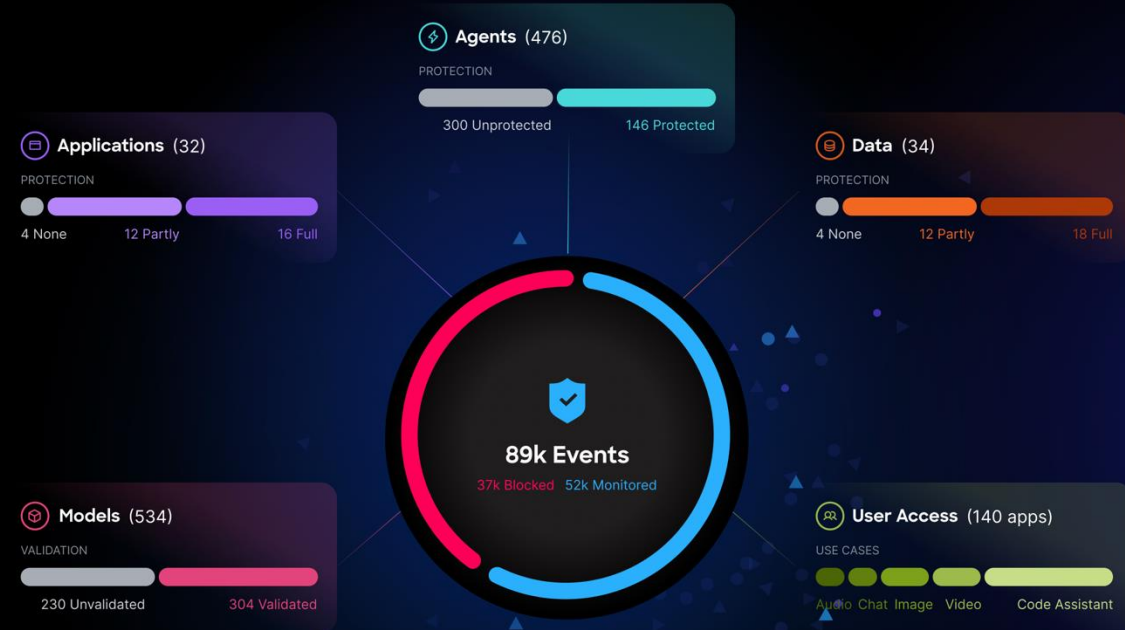 Agents (476)
PROTECTION
300 Unprotected 146 Protected
Applications (32)
PROTECTION
4 None 12 Partly 16 Full
Data (34)
PROTECTION
4 None 12 Partly 18 Full
89k Events
37k Blocked 52k Monitored
Models (534)
VALIDATION
230 Unvalidated 304 Validated
User Access (140 apps)
USE CASES
Audio Chat Image Video Code Assistant